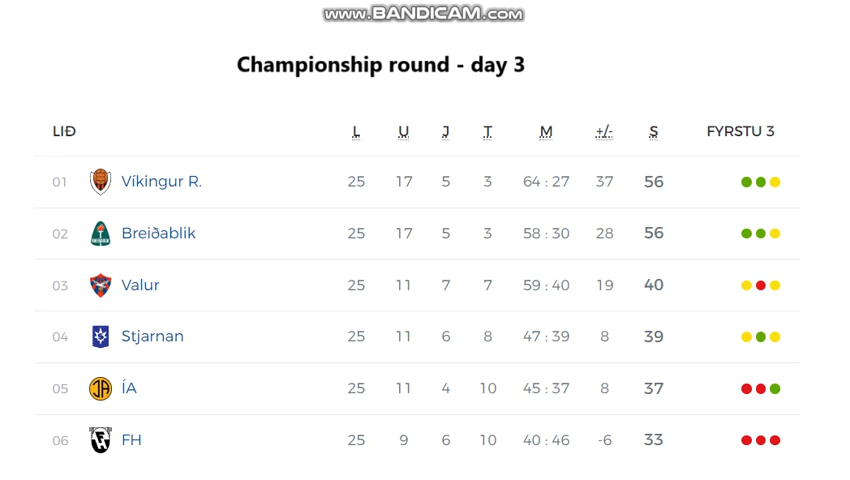 www.BANDICAM.com
Championship round - day 3
LIÐ L U J T M +/- S FYRSTU 3
01 Víkingur R. 25 17 5 3 64 : 27 37 56
02 Breiðablik 25 17 5 3 58 : 30 28 56
03 Valur 25 11 7 7 59 : 40 19 40
04 Stjarnan 25 11 6 8 47 : 39 8 39
05 ÍA 25 11 4 10 45 : 37 8 37
06 FH 25 9 6 10 40 : 46 -6 33